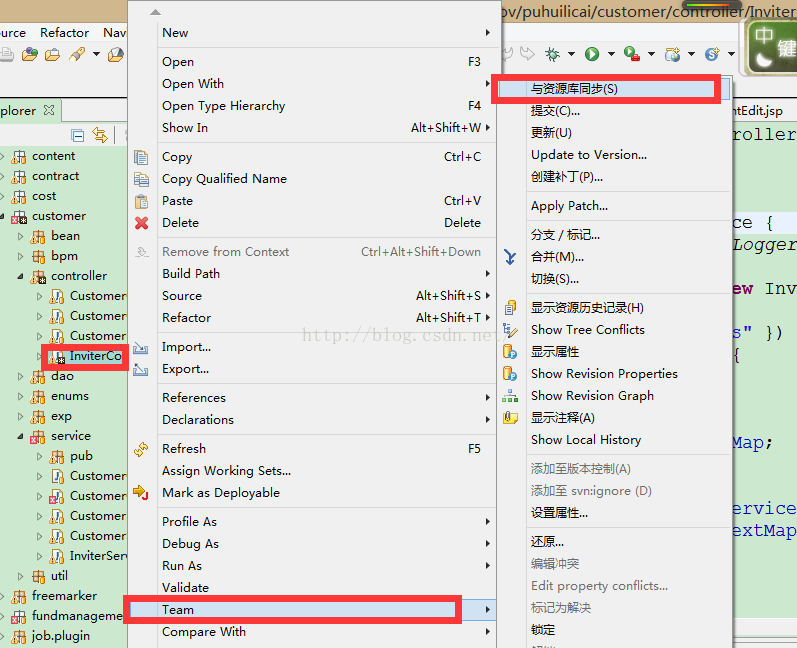 ov/puhuilicai/customer/controller/Inviter
ource Refactor Nav
中
键
plorer
ntEdit.jsp
content
contract
cost
customer
bean
bpm
controller
Customer
Customer
Customer
InviterCo
dao
enums
exp
service
pub
Customer
Customer
Customer
Customer
InviterServ
util
freemarker
fundmanageme
job.plugin
New
Open F3
Open With
Open Type Hierarchy F4
Show In Alt+Shift+W
Copy Ctrl+C
Copy Qualified Name
Paste Ctrl+V
Delete Delete
Remove from Context Ctrl+Alt+Shift+Down
Build Path
Source Alt+Shift+S
Refactor Alt+Shift+T
Import...
Export...
References
Declarations
Refresh F5
Assign Working Sets...
Mark as Deployable
Profile As
Debug As
Run As
Validate
Team
Compare With
与资源库同步(S)
提交(C)...
更新(U)
Update to Version...
创建补丁(P)...
Apply Patch...
分支 / 标记...
合并(M)...
切换(S)...
显示资源历史记录(H)
Show Tree Conflicts
显示属性
Show Revision Properties
Show Revision Graph
显示注释(A)
Show Local History
添加至版本控制(A)
添加至 svn:ignore (D)
设置属性...
还原...
编辑冲突
Edit property conflicts...
标记为解决
锁定
roller
ce {
Logger
ew Inv
s" })
{
Map;
ervice
extMap
http://blog.csdn.net